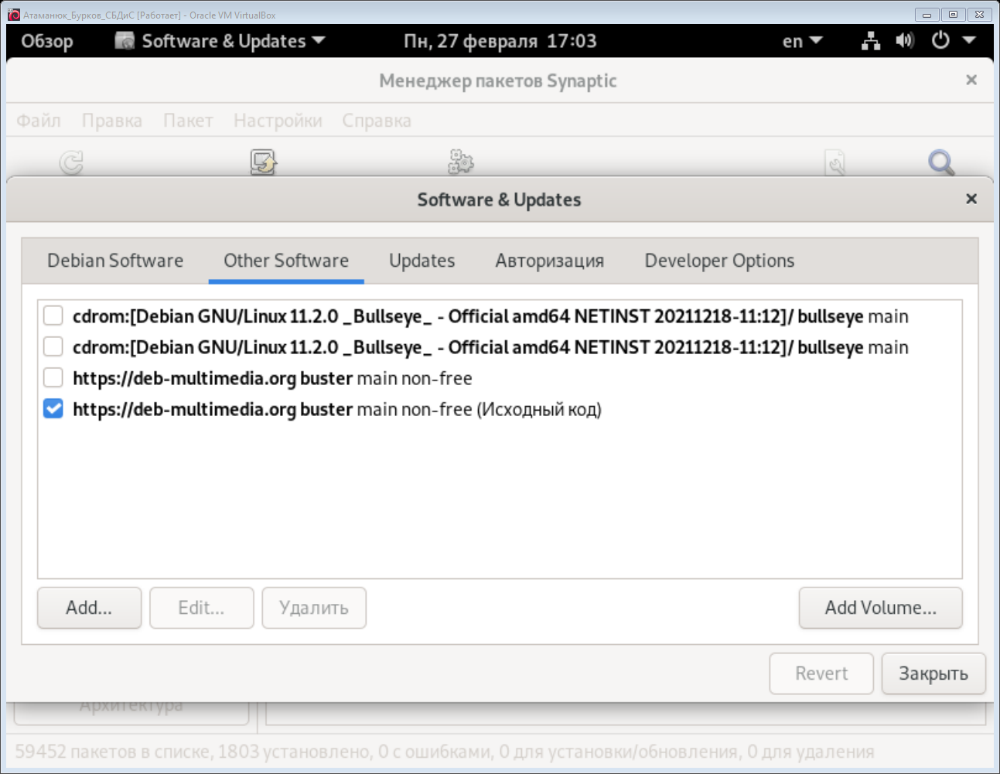 Атаманюк_Бурков_СБДиС [Работает] - Oracle VM VirtualBox
Обзор Software & Updates Пн, 27 февраля 17:03 en
Менеджер пакетов Synaptic
Файл Правка Пакет Настройки Справка
Software & Updates
Debian Software Other Software Updates Авторизация Developer Options
cdrom:[Debian GNU/Linux 11.2.0 _Bullseye_ - Official amd64 NETINST 20211218-11:12]/ bullseye main
cdrom:[Debian GNU/Linux 11.2.0 _Bullseye_ - Official amd64 NETINST 20211218-11:12]/ bullseye main
https://deb-multimedia.org buster main non-free
https://deb-multimedia.org buster main non-free (Исходный код)
Add... Edit... Удалить Add Volume...
Revert Закрыть
Архитектура
59452 пакетов в списке, 1803 установлено, 0 с ошибками, 0 для установки/обновления, 0 для удаления